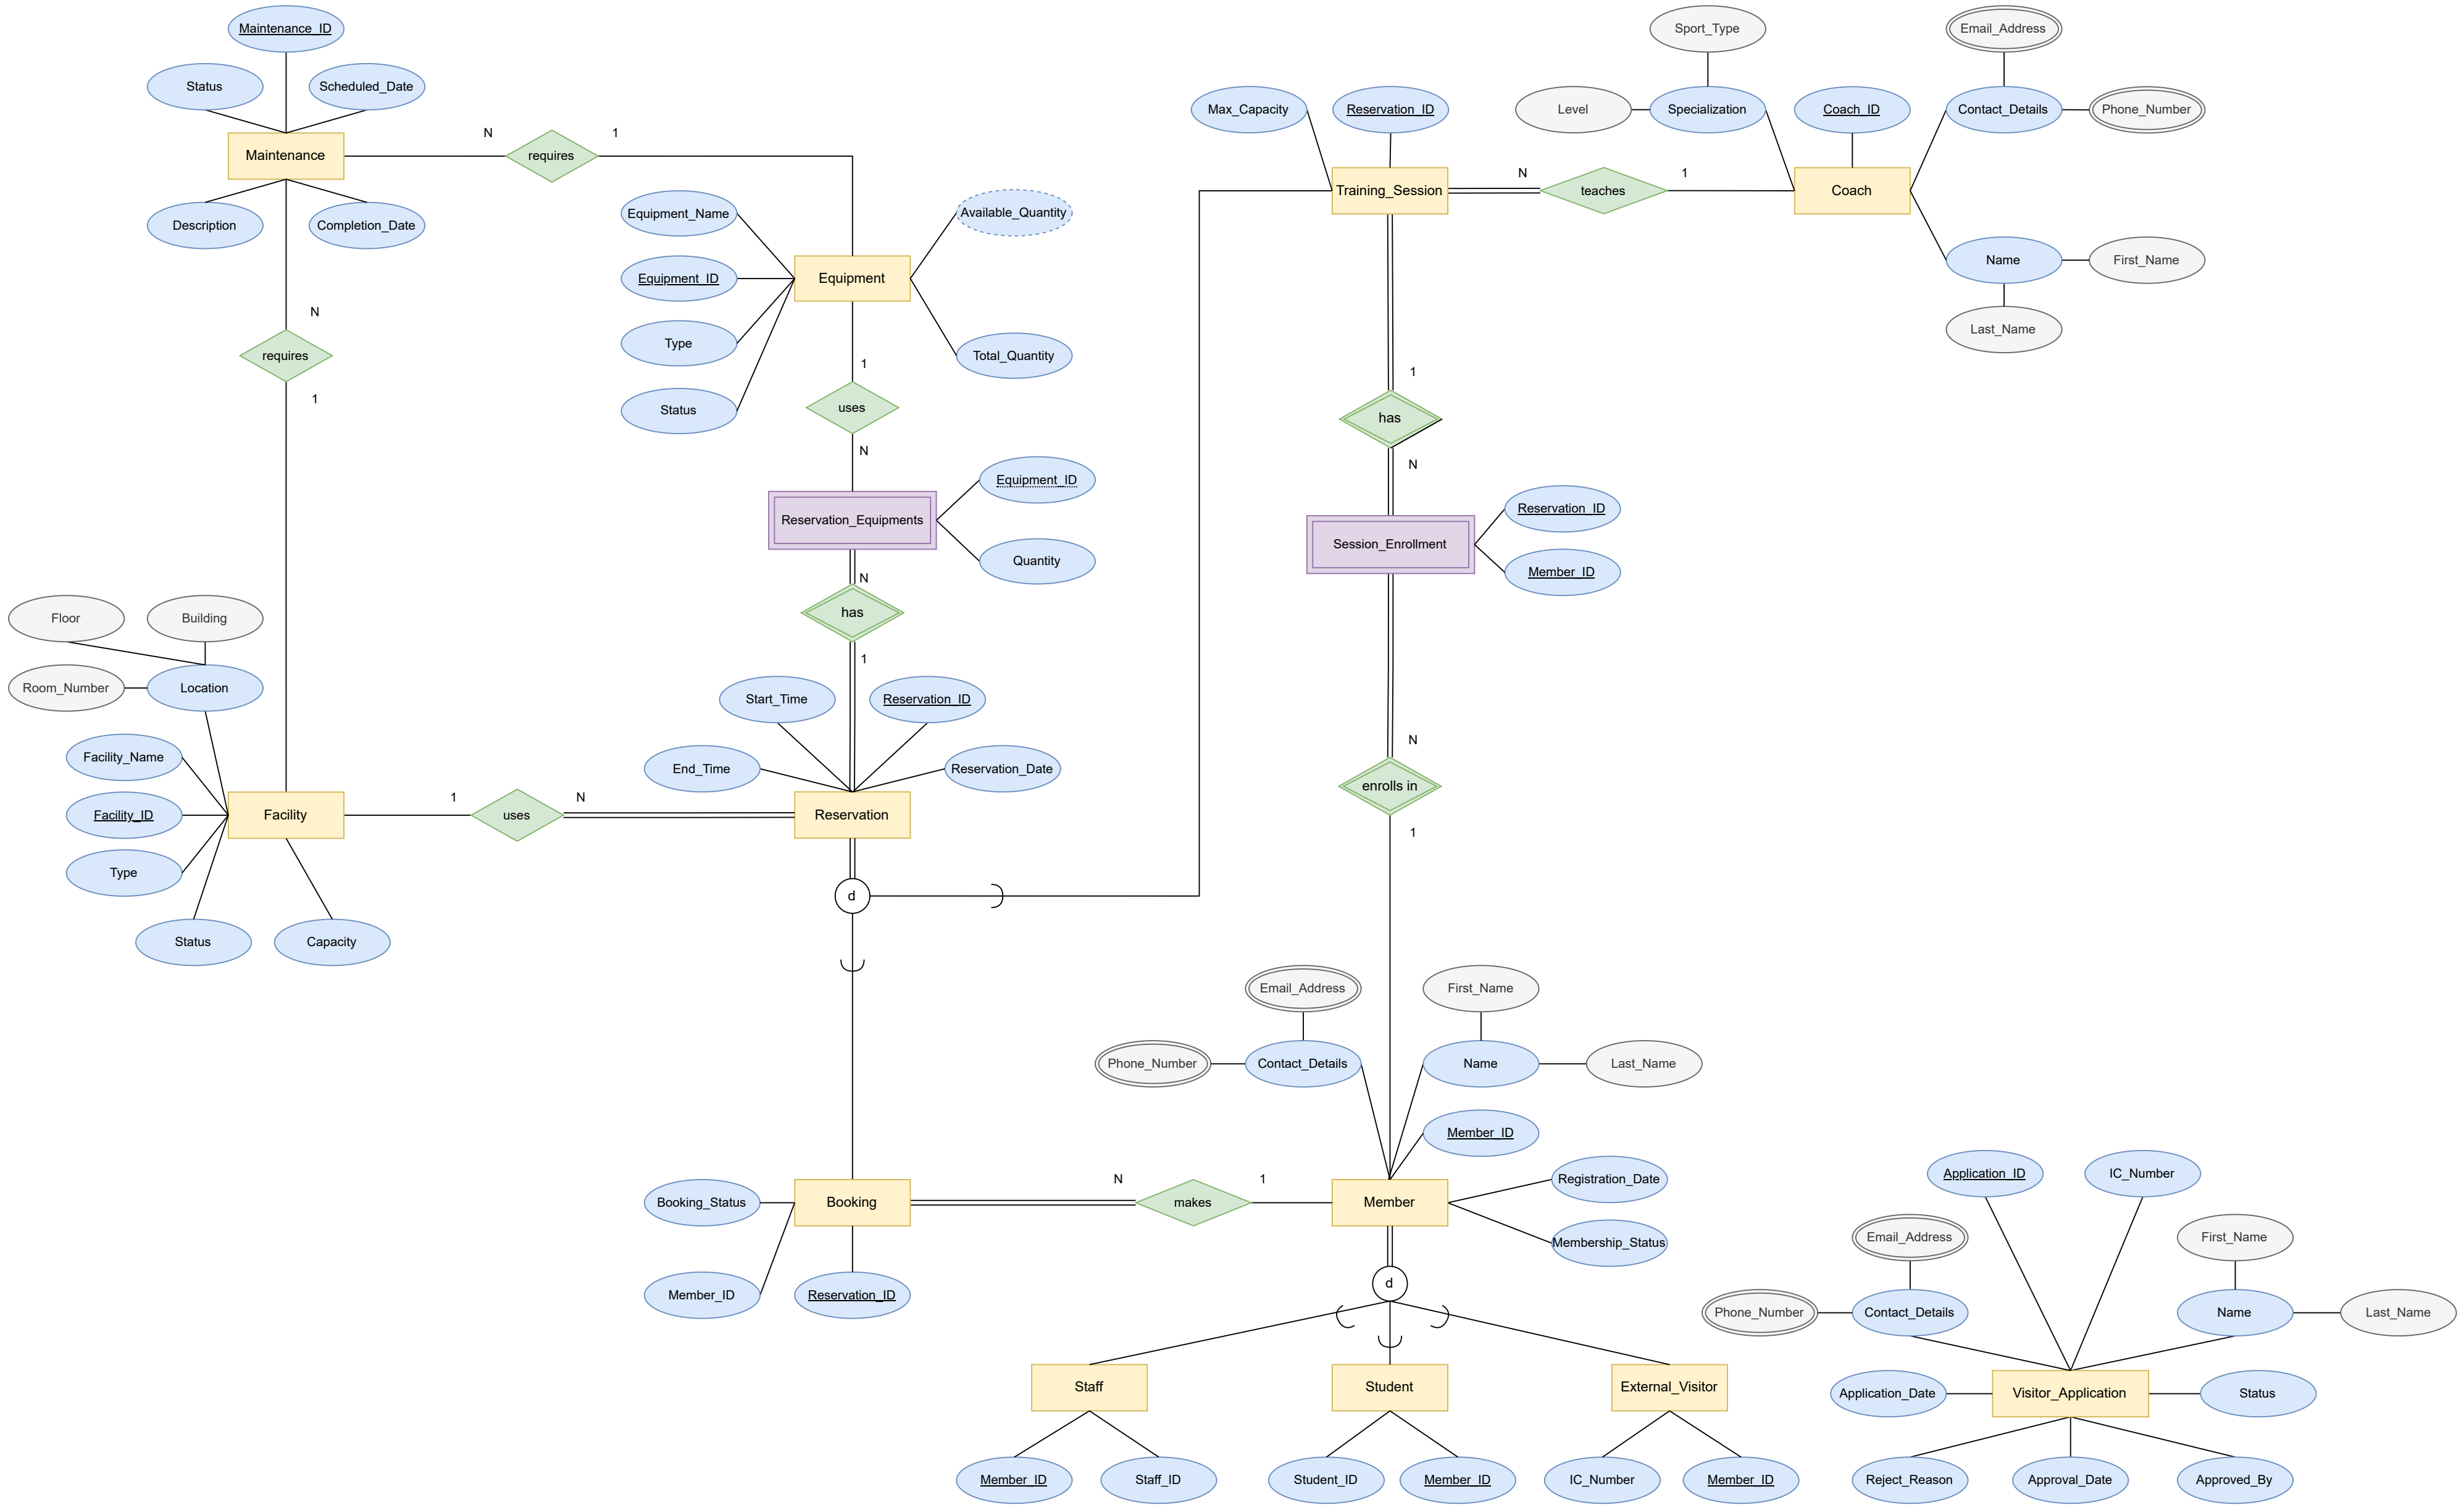 Maintenance_ID
Status
Scheduled_Date
Maintenance
Description
Completion_Date
N
requires
1
N
requires
1
Equipment_Name
Equipment_ID
Type
Status
Equipment
Available_Quantity
Total_Quantity
1
uses
N
Reservation_Equipments
Equipment_ID
Quantity
N
has
1
Floor
Building
Room_Number
Location
Facility_Name
Facility_ID
Type
Status
Capacity
Facility
1
uses
N
Start_Time
Reservation_ID
End_Time
Reservation_Date
Reservation
d
Max_Capacity
Reservation_ID
Training_Session
N
teaches
1
Sport_Type
Level
Specialization
Coach_ID
Email_Address
Contact_Details
Phone_Number
Coach
Name
First_Name
Last_Name
1
has
N
Session_Enrollment
Reservation_ID
Member_ID
N
enrolls in
1
Email_Address
Phone_Number
Contact_Details
First_Name
Name
Last_Name
Member_ID
Registration_Date
Membership_Status
Member
Booking_Status
Booking
Member_ID
Reservation_ID
N
makes
1
d
Staff
Student
External_Visitor
Member_ID
Staff_ID
Student_ID
Member_ID
IC_Number
Member_ID
Application_ID
IC_Number
Email_Address
First_Name
Phone_Number
Contact_Details
Name
Last_Name
Application_Date
Visitor_Application
Status
Reject_Reason
Approval_Date
Approved_By